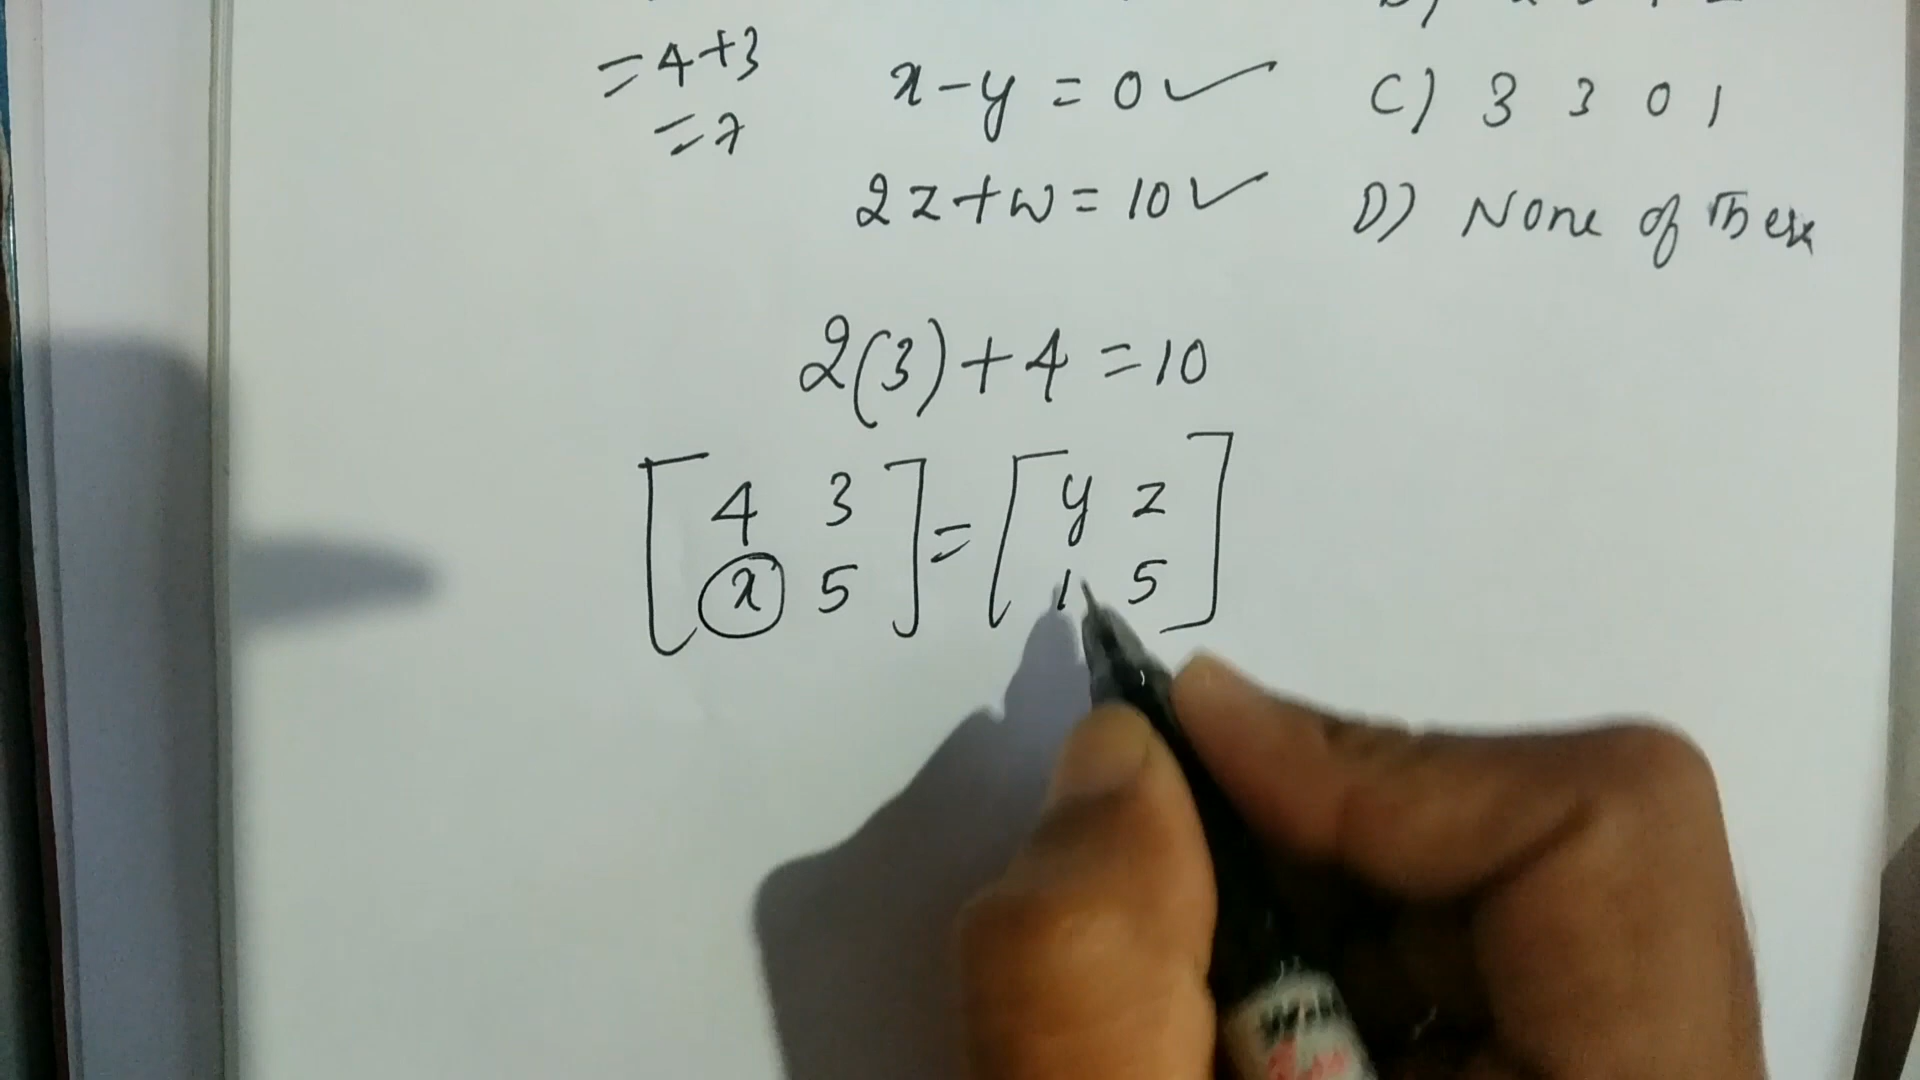 =4+3
=7
x-y=0✓
2z+w=10✓
C) 3 3 0 1
D) None of These
2(3)+4=10
[4 3] = [y z]
[x 5] [1 5]